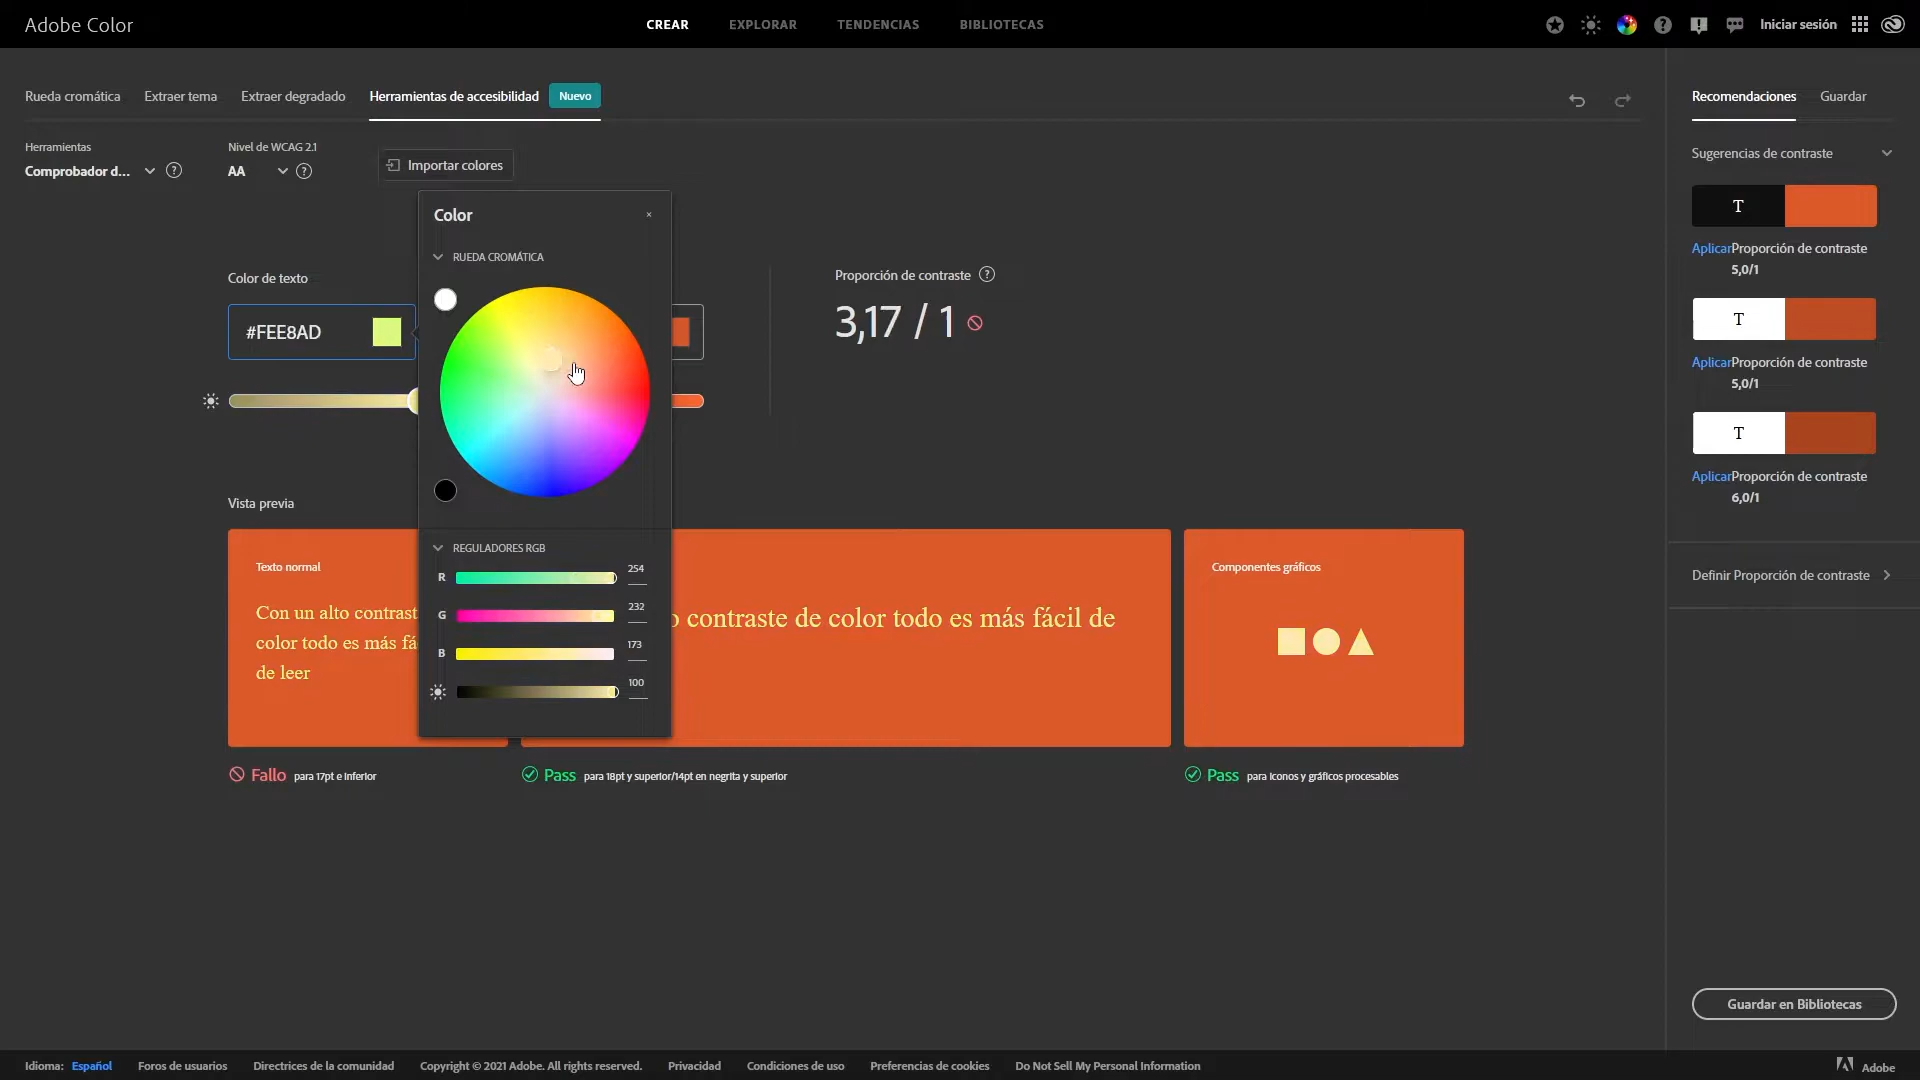 Adobe Color
CREAR
EXPLORAR
TENDENCIAS
BIBLIOTECAS
Iniciar sesión
Rueda cromática
Extraer tema
Extraer degradado
Herramientas de accesibilidad
Nuevo
Recomendaciones
Guardar
Herramientas
Comprobador d...
Nivel de WCAG 2.1
AA
Importar colores
Sugerencias de contraste
T
Aplicar Proporción de contraste
5,0/1
T
Aplicar Proporción de contraste
5,0/1
T
Aplicar Proporción de contraste
6,0/1
Definir Proporción de contraste
Guardar en Bibliotecas
Color
RUEDA CROMÁTICA
Color de texto
#FEE8AD
Proporción de contraste
3,17 / 1
Vista previa
REGULADORES RGB
R 254
G 232
B 173
100
Texto normal
Con un alto contrast
color todo es más fá
de leer
o contraste de color todo es más fácil de
Componentes gráficos
Fallo para 17pt e inferior
Pass para 18pt y superior/14pt en negrita y superior
Pass para iconos y gráficos procesables
Idioma: Español
Foros de usuarios
Directrices de la comunidad
Copyright © 2021 Adobe. All rights reserved.
Privacidad
Condiciones de uso
Preferencias de cookies
Do Not Sell My Personal Information
Adobe